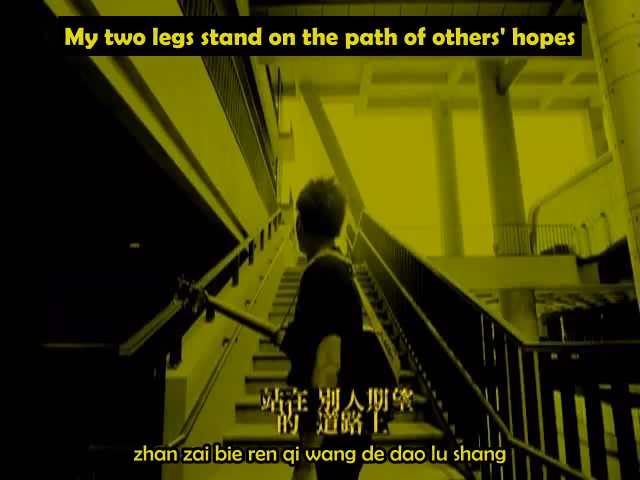 My two legs stand on the path of others' hopes
站在 別人期望
的 道路上
zhan zai bie ren qi wang de dao lu shang